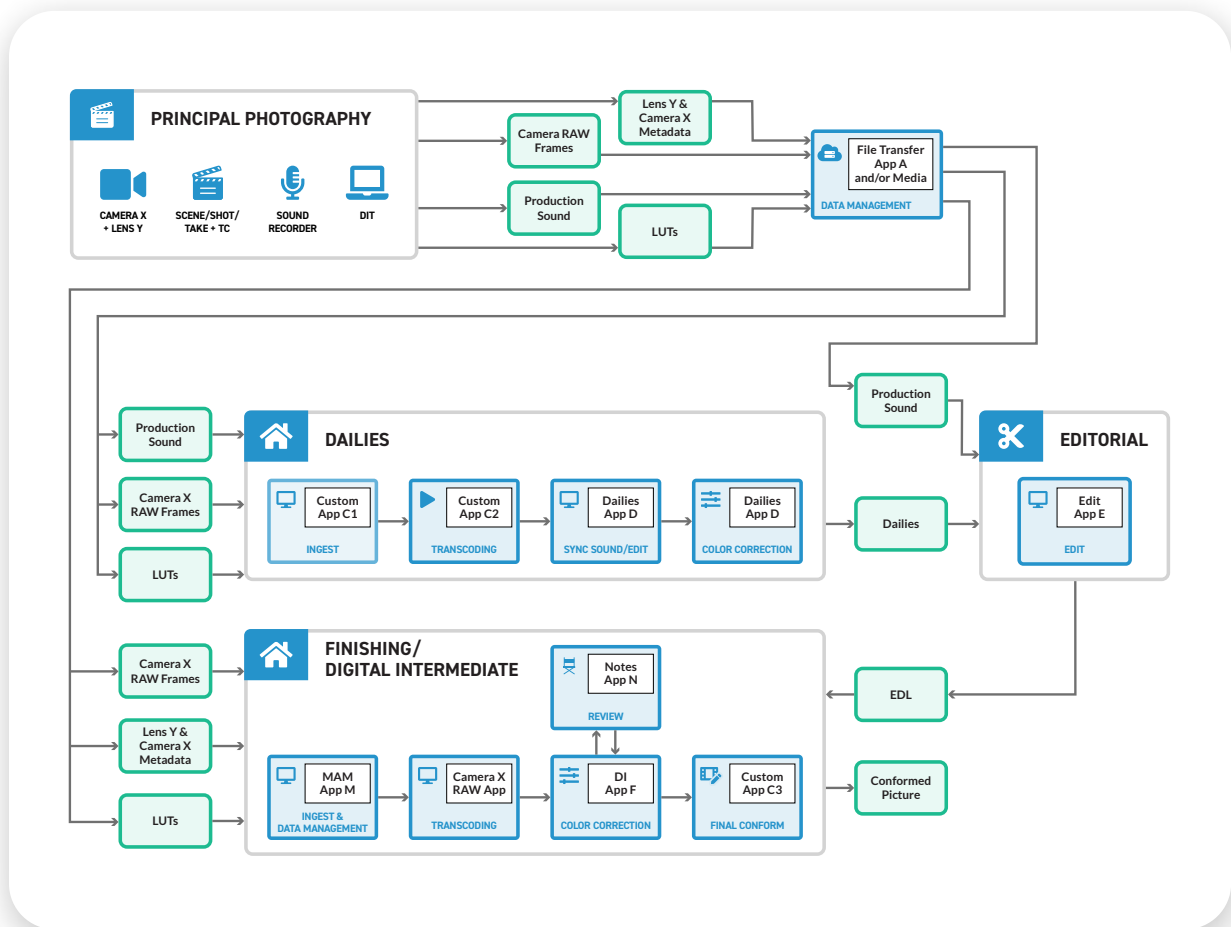 PRINCIPAL PHOTOGRAPHY
CAMERA X
+ LENS Y
SCENE/SHOT/
TAKE + TC
SOUND
RECORDER
DIT
Lens Y &
Camera X
Metadata
Camera RAW
Frames
Production
Sound
LUTs
File Transfer
App A
and/or Media
DATA MANAGEMENT
Production
Sound
Camera X
RAW Frames
LUTs
DAILIES
Custom
App C1
INGEST
Custom
App C2
TRANSCODING
Dailies
App D
SYNC SOUND/EDIT
Dailies
App D
COLOR CORRECTION
Production
Sound
Dailies
EDITORIAL
Edit
App E
EDIT
Camera X
RAW Frames
Lens Y &
Camera X
Metadata
LUTs
FINISHING/
DIGITAL INTERMEDIATE
Notes
App N
REVIEW
MAM
App M
INGEST &
DATA MANAGEMENT
Camera X
RAW App
TRANSCODING
DI
App F
COLOR CORRECTION
Custom
App C3
FINAL CONFORM
EDL
Conformed
Picture